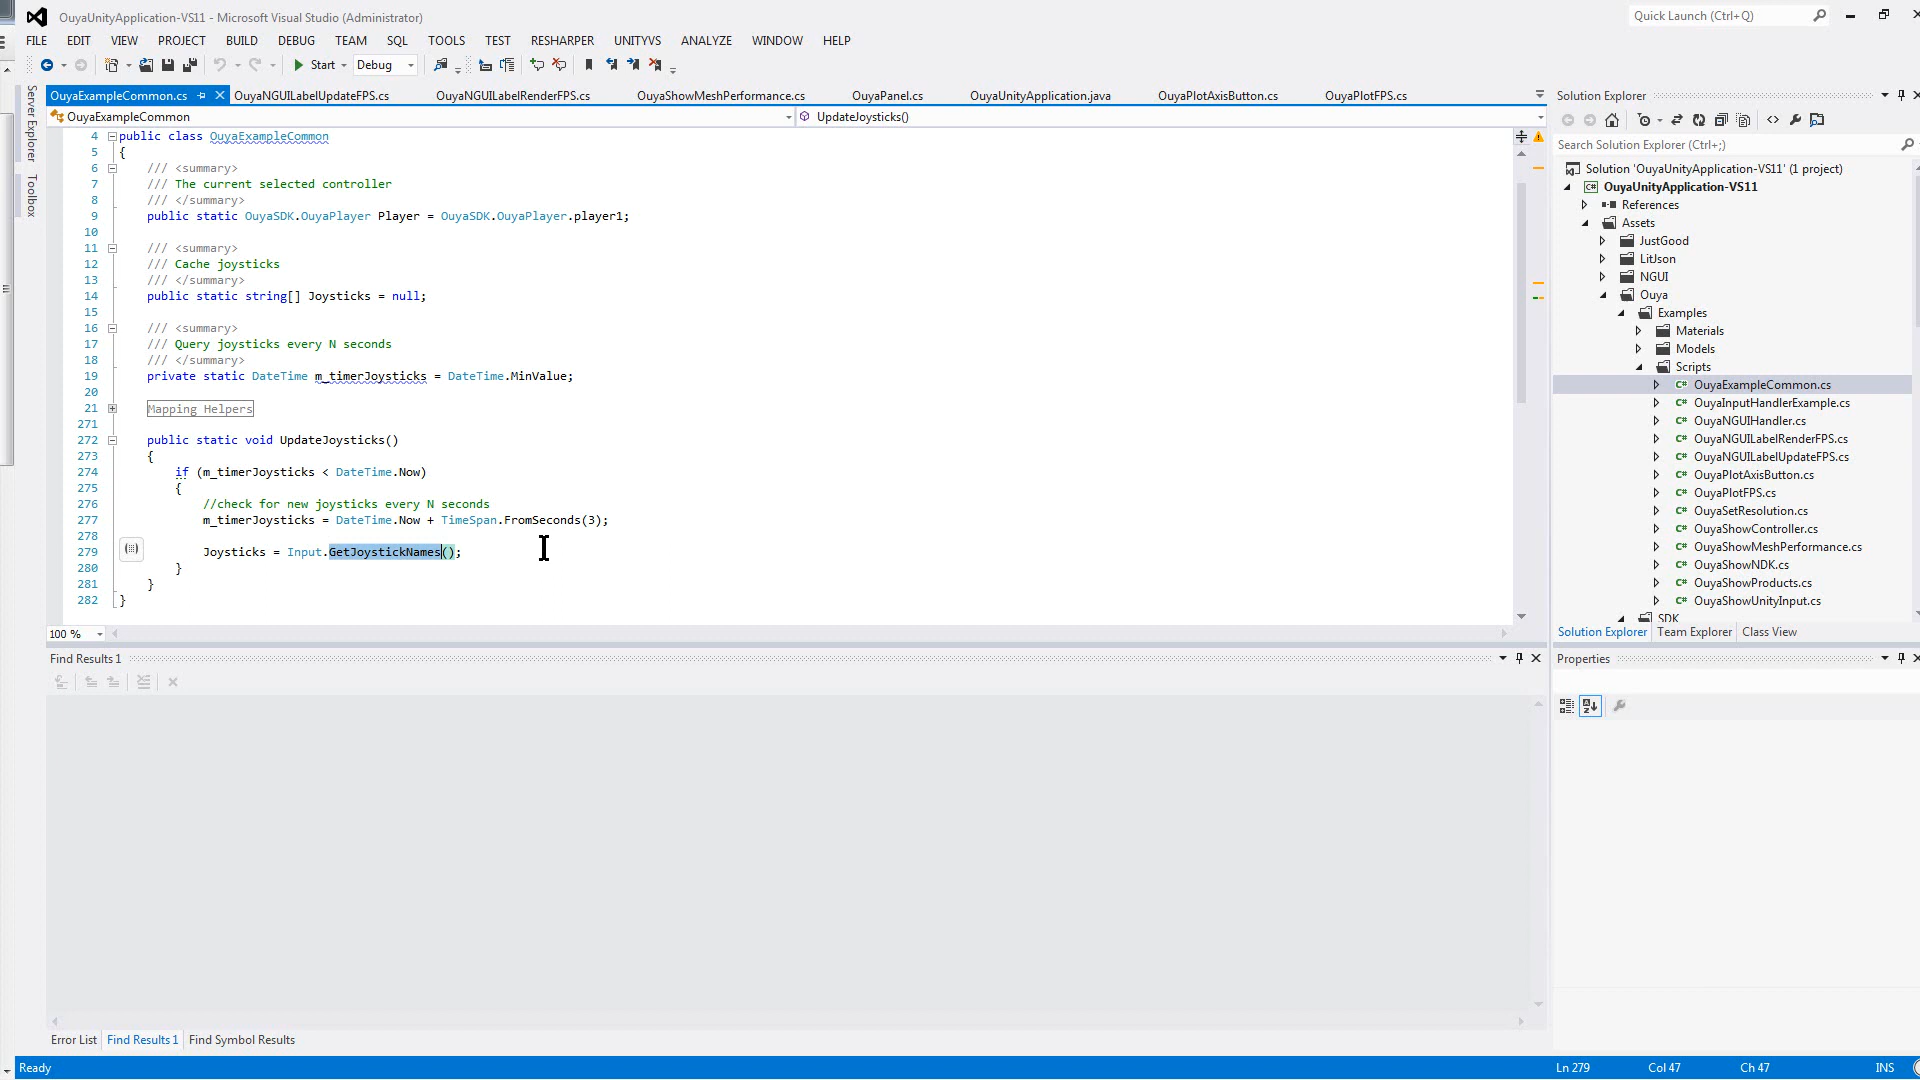 OuyaUnityApplication-VS11 - Microsoft Visual Studio (Administrator)
Quick Launch (Ctrl+Q)
FILE EDIT VIEW PROJECT BUILD DEBUG TEAM SQL TOOLS TEST RESHARPER UNITYVS ANALYZE WINDOW HELP
Start Debug
Server Explorer
Toolbox
OuyaExampleCommon.cs OuyaNGUILabelUpdateFPS.cs OuyaNGUILabelRenderFPS.cs OuyaShowMeshPerformance.cs OuyaPanel.cs OuyaUnityApplication.java OuyaPlotAxisButton.cs OuyaPlotFPS.cs
OuyaExampleCommon UpdateJoysticks()
4 public class OuyaExampleCommon
5 {
6 /// <summary>
7 /// The current selected controller
8 /// </summary>
9 public static OuyaSDK.OuyaPlayer Player = OuyaSDK.OuyaPlayer.player1;
10
11 /// <summary>
12 /// Cache joysticks
13 /// </summary>
14 public static string[] Joysticks = null;
15
16 /// <summary>
17 /// Query joysticks every N seconds
18 /// </summary>
19 private static DateTime m_timerJoysticks = DateTime.MinValue;
20
21 Mapping Helpers
271
272 public static void UpdateJoysticks()
273 {
274 if (m_timerJoysticks < DateTime.Now)
275 {
276 //check for new joysticks every N seconds
277 m_timerJoysticks = DateTime.Now + TimeSpan.FromSeconds(3);
278
279 Joysticks = Input.GetJoystickNames();
280 }
281 }
282 }
100 %
Find Results 1
Error List Find Results 1 Find Symbol Results
Solution Explorer
Search Solution Explorer (Ctrl+;)
Solution 'OuyaUnityApplication-VS11' (1 project)
OuyaUnityApplication-VS11
References
Assets
JustGood
LitJson
NGUI
Ouya
Examples
Materials
Models
Scripts
OuyaExampleCommon.cs
OuyaInputHandlerExample.cs
OuyaNGUIHandler.cs
OuyaNGUILabelRenderFPS.cs
OuyaNGUILabelUpdateFPS.cs
OuyaPlotAxisButton.cs
OuyaPlotFPS.cs
OuyaSetResolution.cs
OuyaShowController.cs
OuyaShowMeshPerformance.cs
OuyaShowNDK.cs
OuyaShowProducts.cs
OuyaShowUnityInput.cs
SDK
Solution Explorer Team Explorer Class View
Properties
Ready Ln 279 Col 47 Ch 47 INS